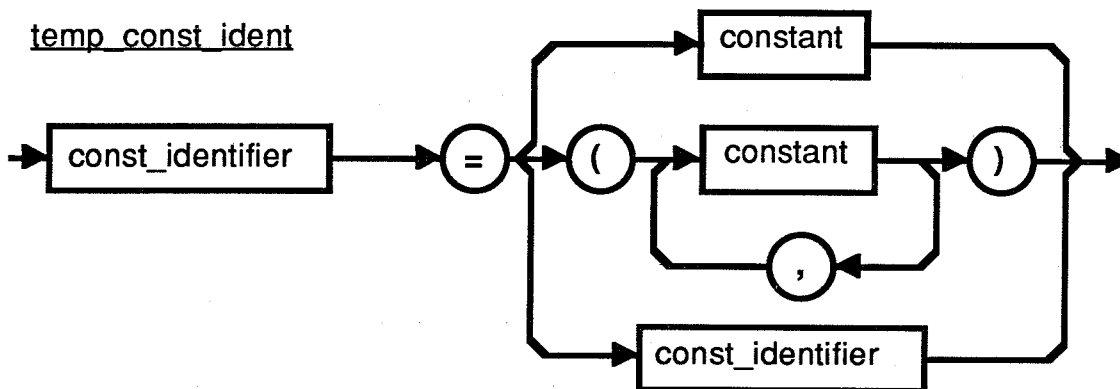 temp_const_ident
constant
const_identifier = ( constant )
,
const_identifier